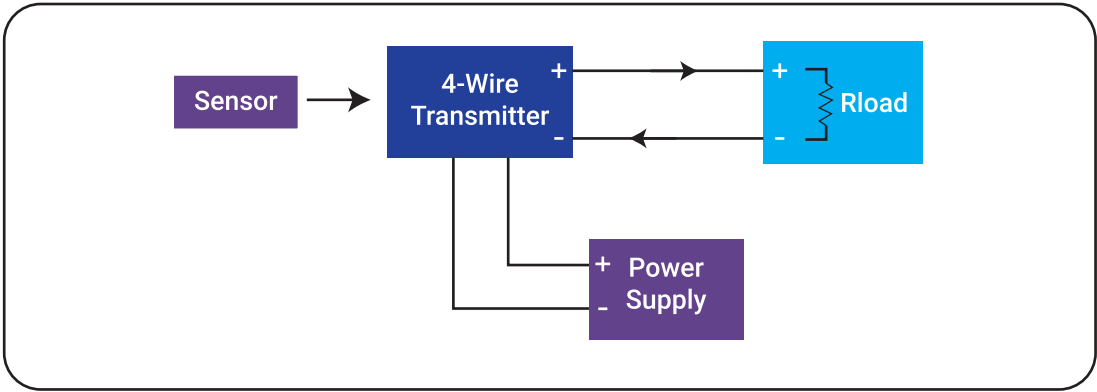 Sensor
4-Wire
Transmitter
+
-
+
-
Rload
+
-
Power
Supply